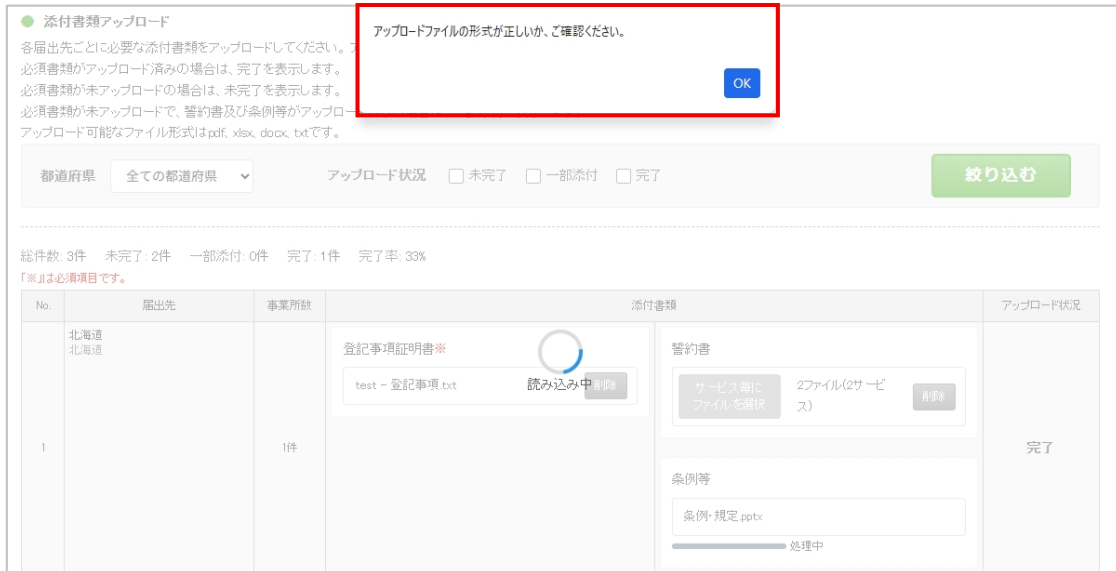 添付書類アップロード
アップロードファイルの形式が正しいか、ご確認ください。
OK
各届出先ごとに必要な添付書類をアップロードしてください。
必須書類がアップロード済みの場合は、完了を表示します。
必須書類が未アップロードの場合は、未完了を表示します。
必須書類が未アップロードで、誓約書及び条例等がアップロー
アップロード可能なファイル形式はpdf、xlsx、docx、txtです。
都道府県 全ての都道府県 アップロード状況 未完了 一部添付 完了 絞り込む
総件数: 3件 未完了: 2件 一部添付: 0件 完了: 1件 完了率: 33%
「※」は必須項目です。
No. 届出先 事業所数 添付書類 アップロード状況
北海道
北海道
登記事項証明書※
test - 登記事項.txt 削除
読み込み中
誓約書
サービス毎に
ファイルを選択
2ファイル(2サービ
ス)
削除
1 1件 完了
条例等
条例・規定.pptx
処理中